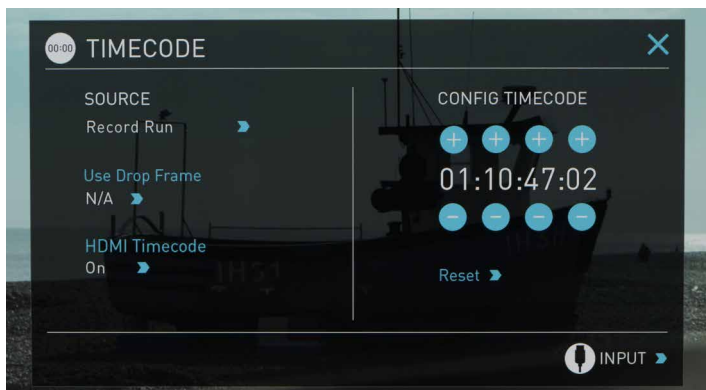 00:00 TIMECODE
SOURCE
Record Run
Use Drop Frame
N/A
HDMI Timecode
On
CONFIG TIMECODE
01:10:47:02
Reset
INPUT